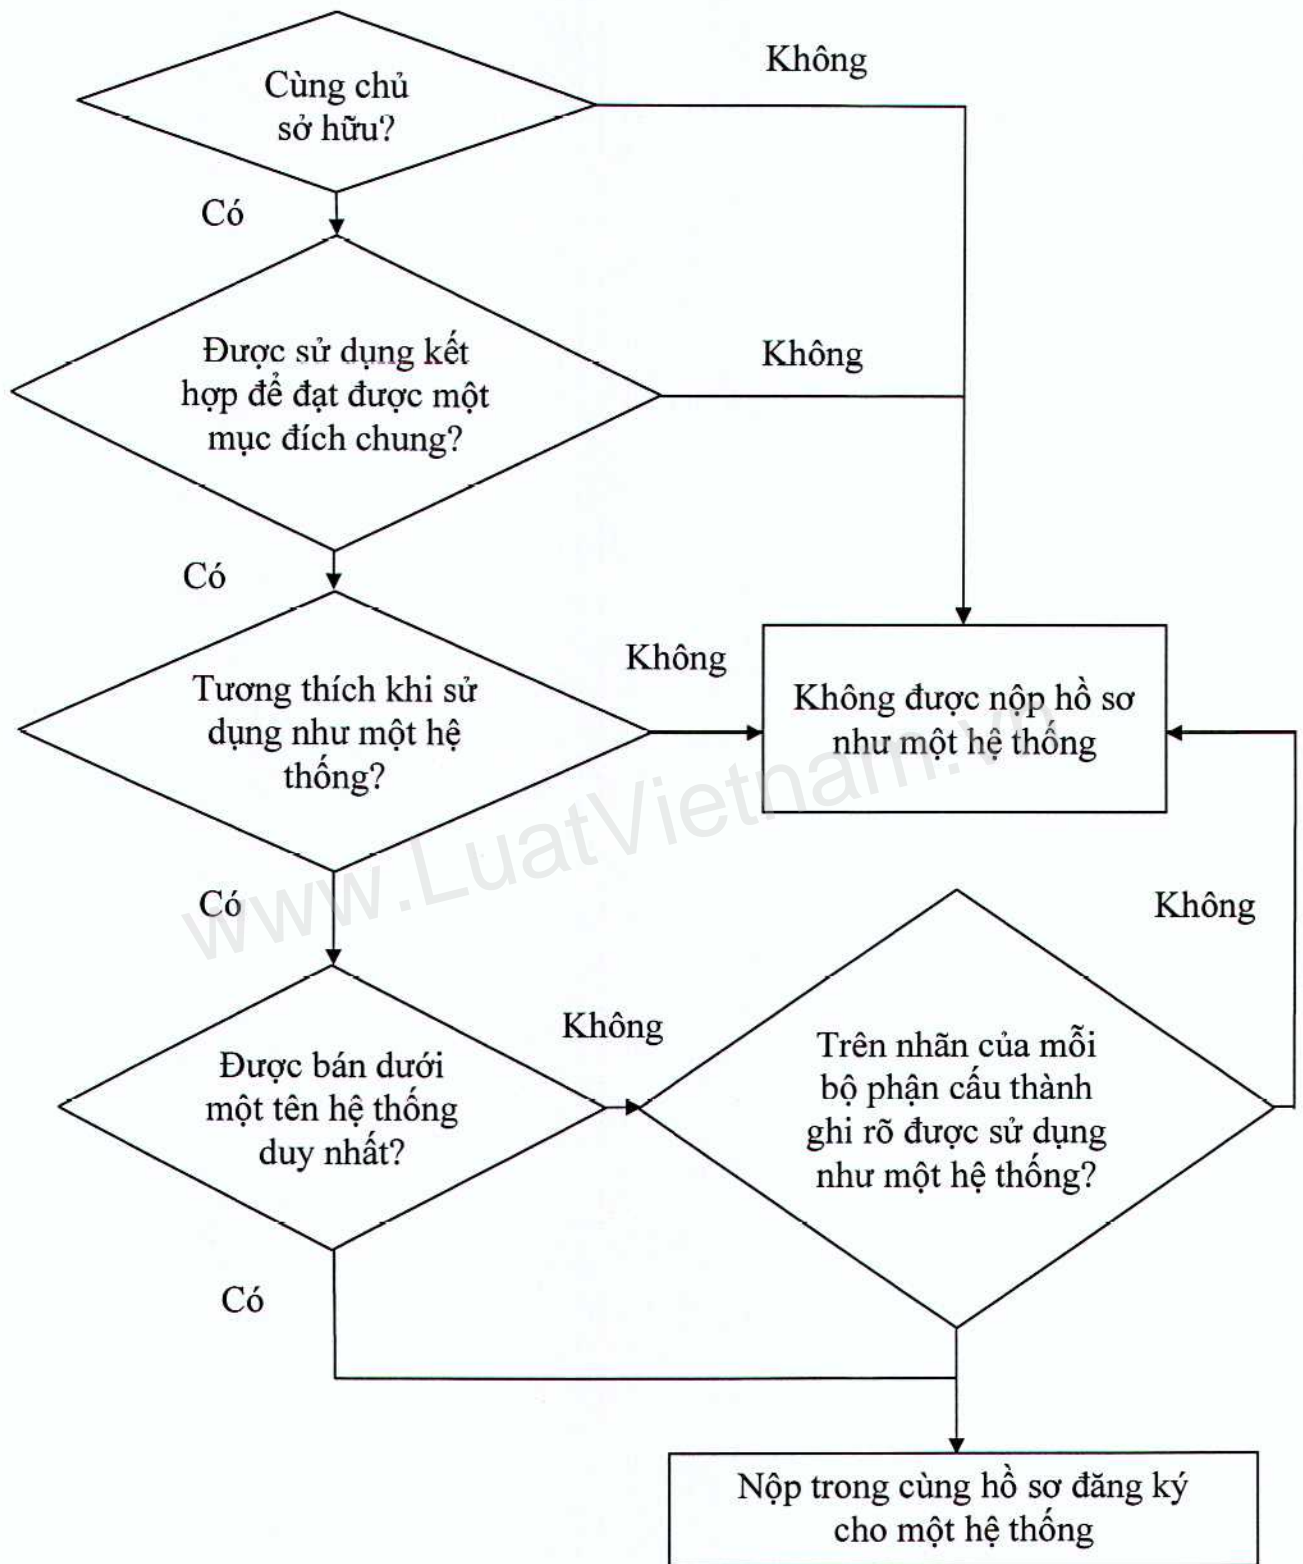 Cùng chủ
sở hữu?
Không
Có
Được sử dụng kết
hợp để đạt được một
mục đích chung?
Không
Có
Tương thích khi sử
dụng như một hệ
thống?
Không
Không được nộp hồ sơ
như một hệ thống
www.LuatVietnam.vn
Có
Được bán dưới
một tên hệ thống
duy nhất?
Không
Trên nhãn của mỗi
bộ phận cấu thành
ghi rõ được sử dụng
như một hệ thống?
Không
Có
Nộp trong cùng hồ sơ đăng ký
cho một hệ thống